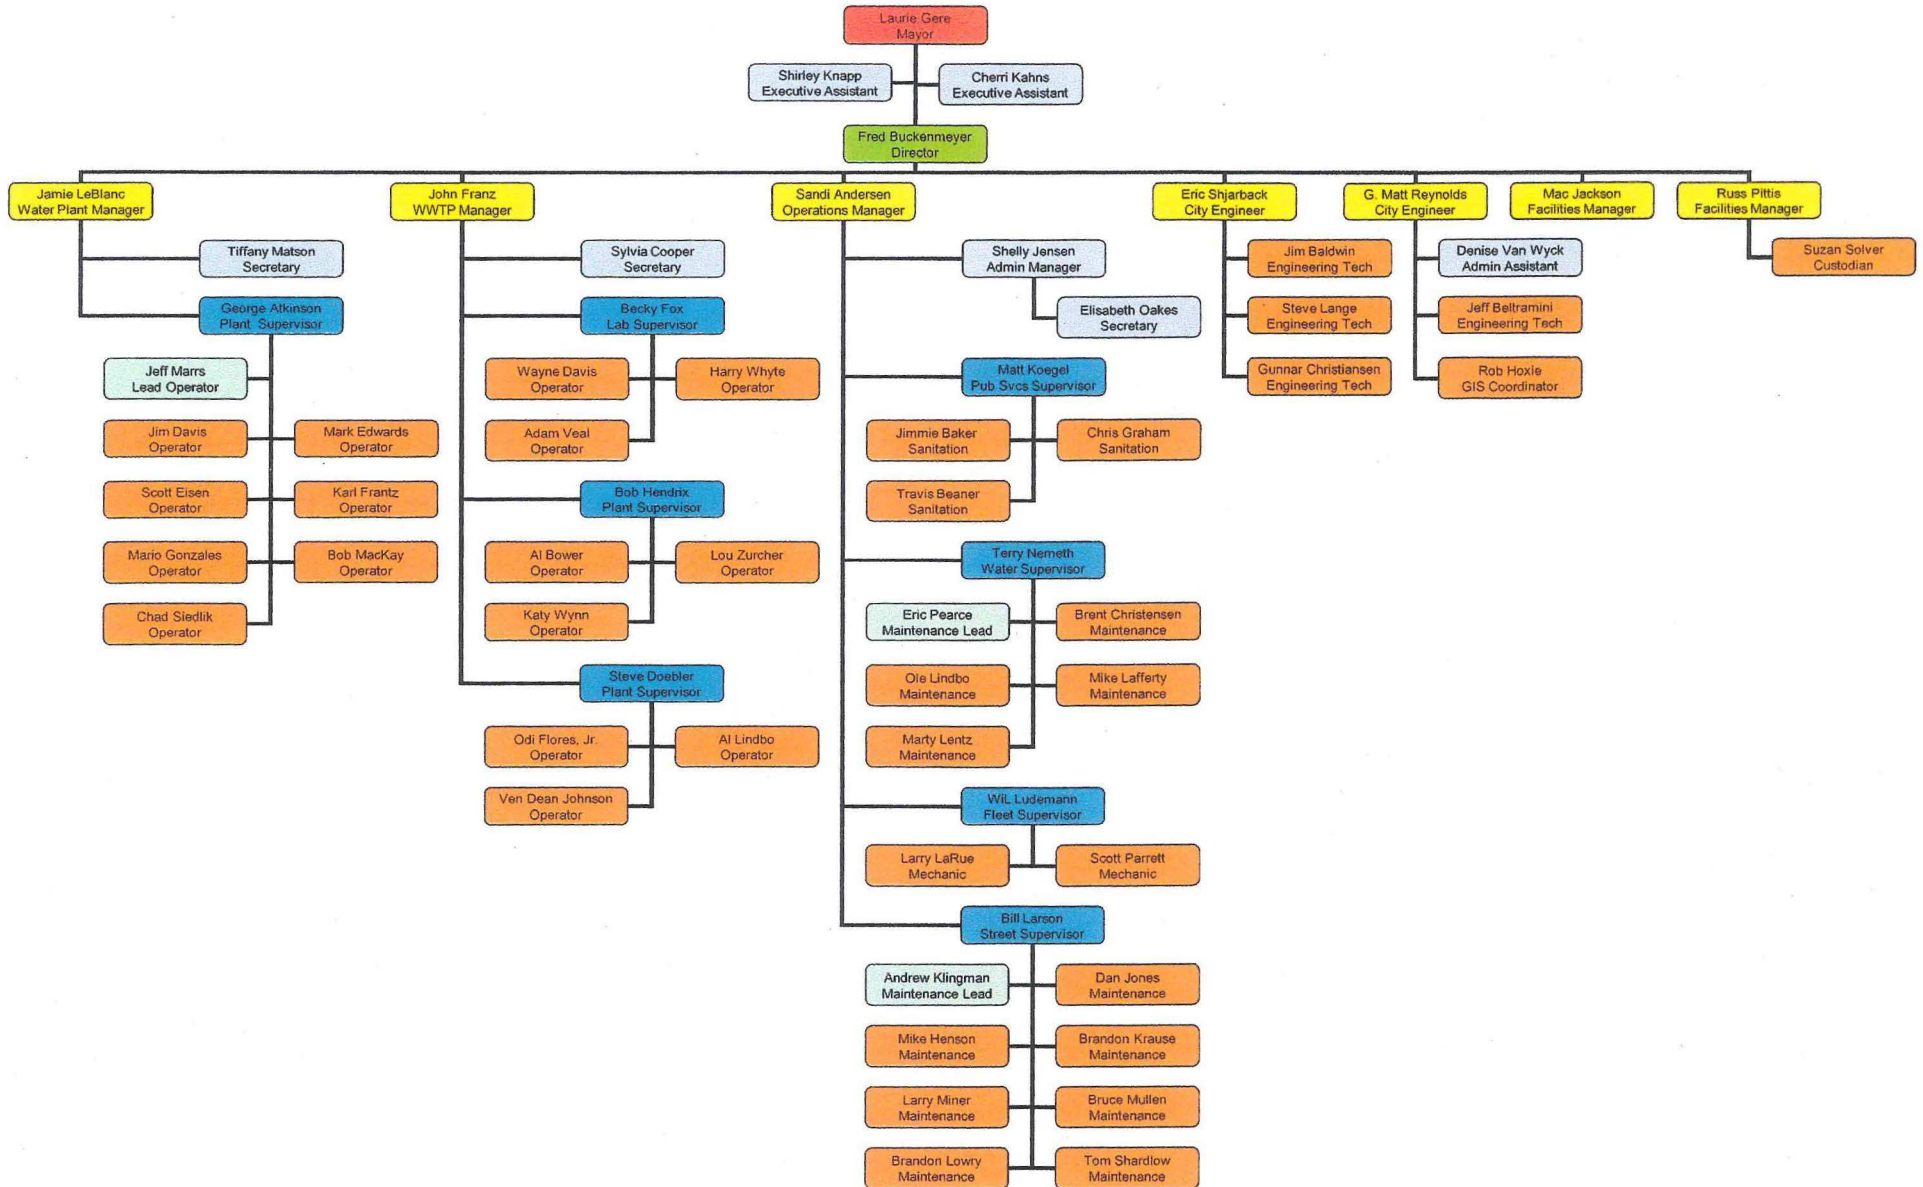 Laurie Gere
Mayor
Shirley Knapp
Executive Assistant
Cherri Kahns
Executive Assistant
Fred Buckenmeyer
Director
Jamie LeBlanc
Water Plant Manager
John Franz
WWTP Manager
Sandi Andersen
Operations Manager
Eric Shjarback
City Engineer
G. Matt Reynolds
City Engineer
Mac Jackson
Facilities Manager
Russ Pittis
Facilities Manager
Tiffany Matson
Secretary
George Atkinson
Plant Supervisor
Jeff Marrs
Lead Operator
Jim Davis
Operator
Mark Edwards
Operator
Scott Eisen
Operator
Karl Frantz
Operator
Mario Gonzales
Operator
Bob MacKay
Operator
Chad Siedlik
Operator
Sylvia Cooper
Secretary
Becky Fox
Lab Supervisor
Wayne Davis
Operator
Harry Whyte
Operator
Adam Veal
Operator
Bob Hendrix
Plant Supervisor
Al Bower
Operator
Lou Zurcher
Operator
Katy Wynn
Operator
Steve Doebler
Plant Supervisor
Odi Flores, Jr.
Operator
Al Lindbo
Operator
Ven Dean Johnson
Operator
Shelly Jensen
Admin Manager
Elisabeth Oakes
Secretary
Matt Koegel
Pub Svcs Supervisor
Jimmie Baker
Sanitation
Chris Graham
Sanitation
Travis Beaner
Sanitation
Terry Nemeth
Water Supervisor
Eric Pearce
Maintenance Lead
Brent Christensen
Maintenance
Ole Lindbo
Maintenance
Mike Lafferty
Maintenance
Marty Lentz
Maintenance
WiL Ludemann
Fleet Supervisor
Larry LaRue
Mechanic
Scott Parrett
Mechanic
Bill Larson
Street Supervisor
Andrew Klingman
Maintenance Lead
Dan Jones
Maintenance
Mike Henson
Maintenance
Brandon Krause
Maintenance
Larry Miner
Maintenance
Bruce Mullen
Maintenance
Brandon Lowry
Maintenance
Tom Shardlow
Maintenance
Jim Baldwin
Engineering Tech
Steve Lange
Engineering Tech
Gunnar Christiansen
Engineering Tech
Denise Van Wyck
Admin Assistant
Jeff Beltramini
Engineering Tech
Rob Hoxie
GIS Coordinator
Suzan Solver
Custodian